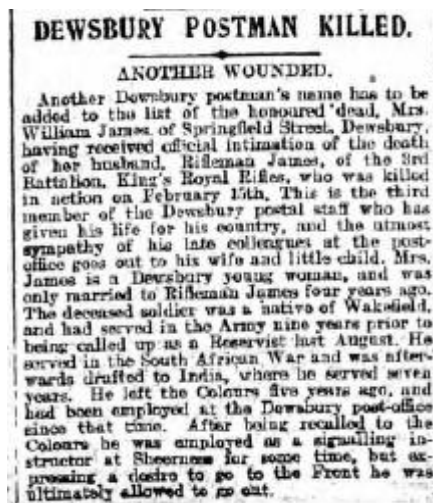 DEWSBURY POSTMAN KILLED.
ANOTHER WOUNDED.
Another Dewsbury postman's name has to be
added to the list of the honoured dead, Mrs.
William James, of Springfield Street, Dewsbury,
having received official intimation of the death
of her husband, Rifleman James, of the 3rd
Battalion, King's Royal Rifles, who was killed
in action on February 15th. This is the third
member of the Dewsbury postal staff who has
given his life for his country, and the utmost
sympathy of his late colleagues at the post-
office goes out to his wife and little child. Mrs.
James is a Dewsbury young woman, and was
only married to Rifleman James four years ago.
The deceased soldier was a native of Wakefield,
and had served in the Army nine years prior to
being called up as a Reservist last August. He
served in the South African War and was after-
wards drafted to India, where he served seven
years. He left the Colours five years ago, and
had been employed at the Dewsbury post-office
since that time. After being recalled to the
Colours he was employed as a signalling in-
structor at Sheerness for some time, but ex-
pressing a desire to go to the Front he was
ultimately allowed to go out.